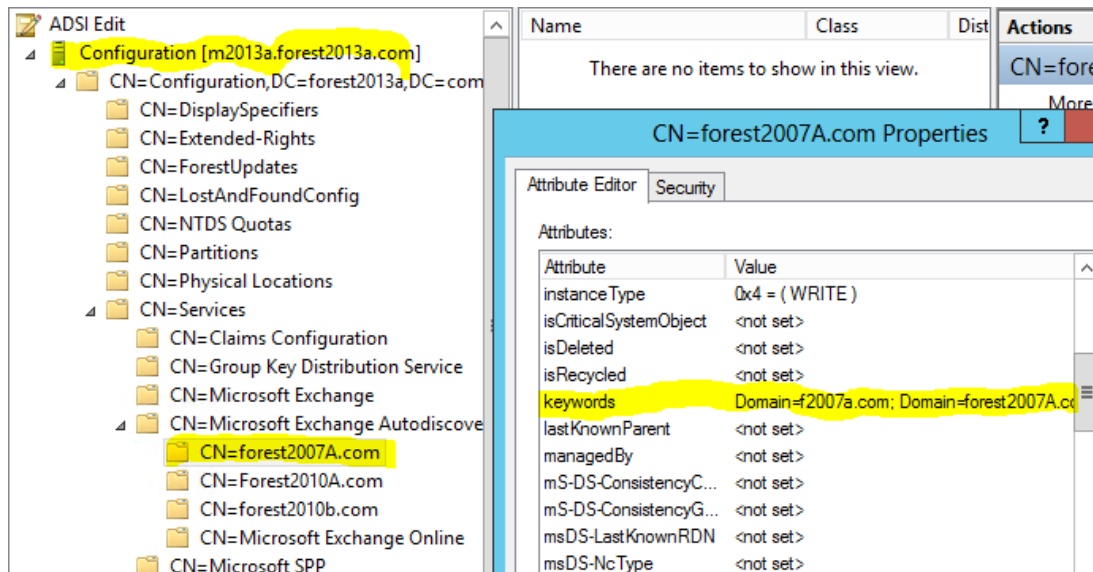 ADSI Edit
Configuration [m2013a.forest2013a.com]
CN=Configuration,DC=forest2013a,DC=com
CN=DisplaySpecifiers
CN=Extended-Rights
CN=ForestUpdates
CN=LostAndFoundConfig
CN=NTDS Quotas
CN=Partitions
CN=Physical Locations
CN=Services
CN=Claims Configuration
CN=Group Key Distribution Service
CN=Microsoft Exchange
CN=Microsoft Exchange Autodiscove
CN=forest2007A.com
CN=Forest2010A.com
CN=forest2010b.com
CN=Microsoft Exchange Online
CN=Microsoft SPP
Name Class Dist
There are no items to show in this view.
Actions
CN=fore
More
CN=forest2007A.com Properties ?
Attribute Editor Security
Attributes:
Attribute Value
instanceType 0x4 = ( WRITE )
isCriticalSystemObject <not set>
isDeleted <not set>
isRecycled <not set>
keywords Domain=f2007a.com; Domain=forest2007A.co
lastKnownParent <not set>
managedBy <not set>
mS-DS-ConsistencyC... <not set>
mS-DS-ConsistencyG... <not set>
msDS-LastKnownRDN <not set>
msDS-NcType <not set>